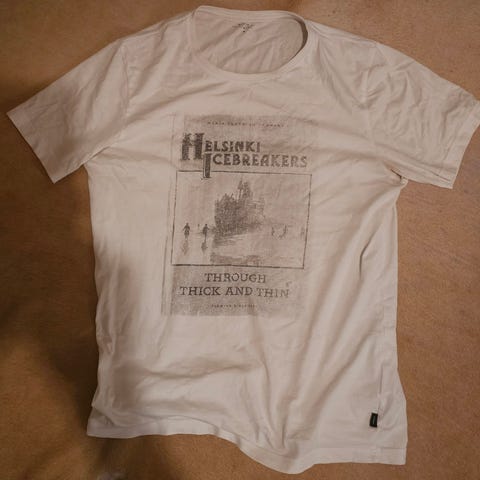 HELSINKI
ICEBREAKERS
THROUGH
THICK AND THIN